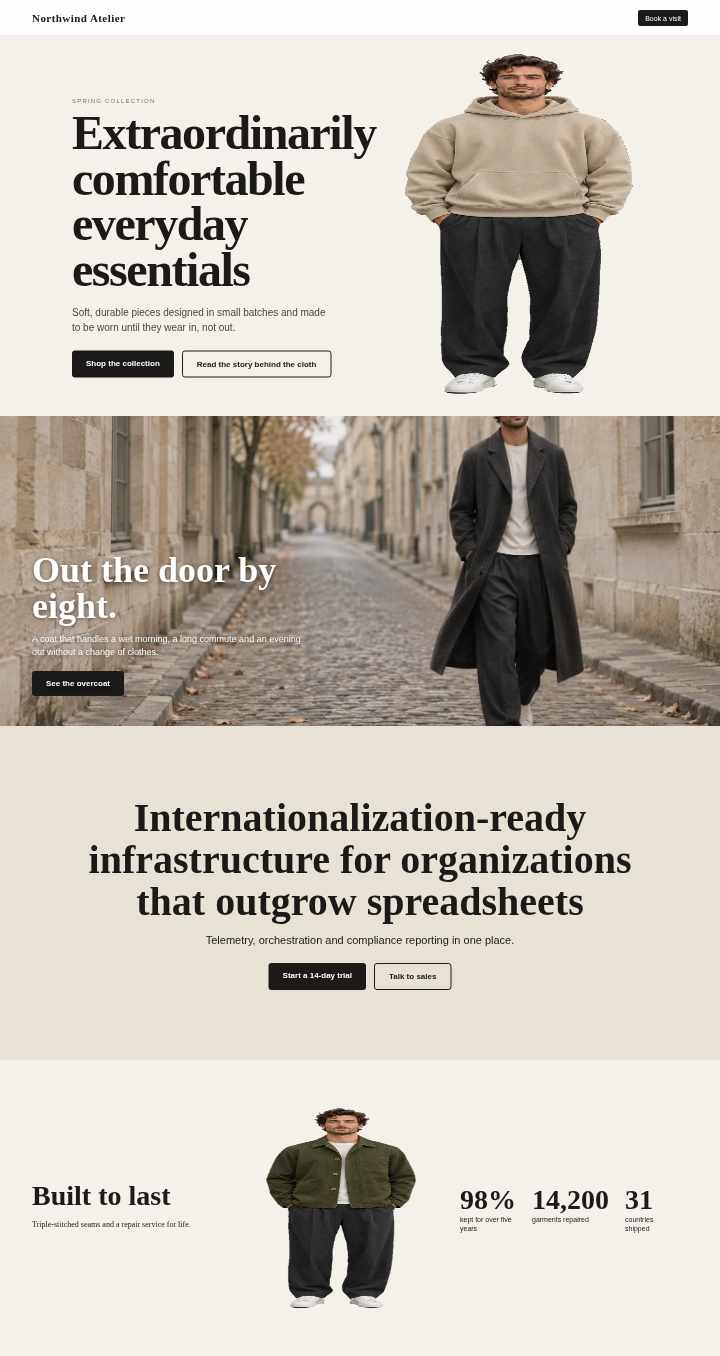 Northwind Atelier
Book a visit
SPRING COLLECTION
Extraordinarily
comfortable
everyday
essentials
Soft, durable pieces designed in small batches and made
to be worn until they wear in, not out.
Shop the collection
Read the story behind the cloth
Out the door by
eight.
A coat that handles a wet morning, a long commute and an evening
out without a change of clothes.
See the overcoat
Internationalization-ready
infrastructure for organizations
that outgrow spreadsheets
Telemetry, orchestration and compliance reporting in one place.
Start a 14-day trial
Talk to sales
Built to last
Triple-stitched seams and a repair service for life.
98%
kept for over five
years
14,200
garments repaired
31
countries
shipped